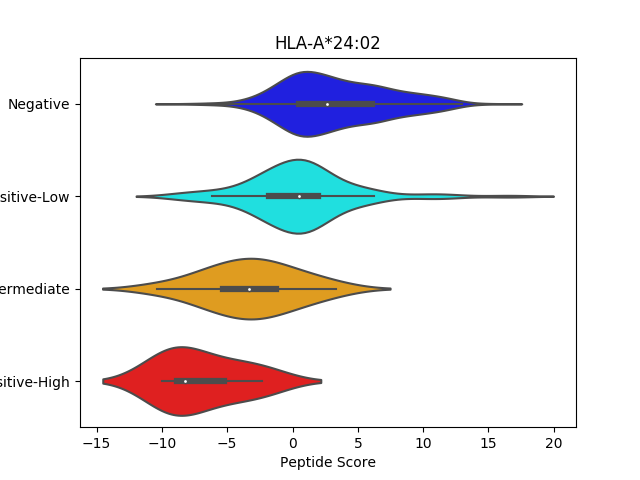 HLA-A*24:02
Negative
sitive-Low
ermediate
sitive-High
−15 −10 −5 0 5 10 15 20
Peptide Score